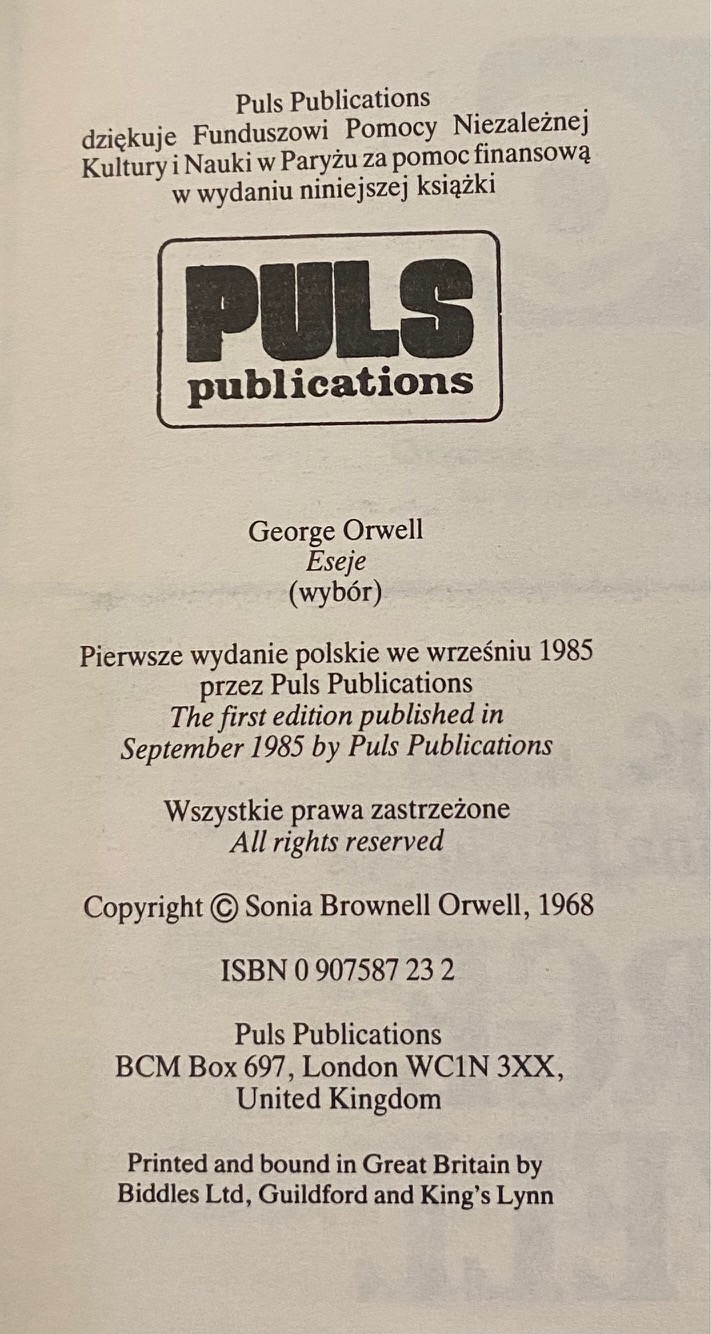 Puls Publications
dziękuje Funduszowi Pomocy Niezależnej
Kultury i Nauki w Paryżu za pomoc finansową
w wydaniu niniejszej książki
PULS
publications
George Orwell
Eseje
(wybór)
Pierwsze wydanie polskie we wrześniu 1985
przez Puls Publications
The first edition published in
September 1985 by Puls Publications
Wszystkie prawa zastrzeżone
All rights reserved
Copyright © Sonia Brownell Orwell, 1968
ISBN 0 907587 23 2
Puls Publications
BCM Box 697, London WC1N 3XX,
United Kingdom
Printed and bound in Great Britain by
Biddles Ltd, Guildford and King's Lynn